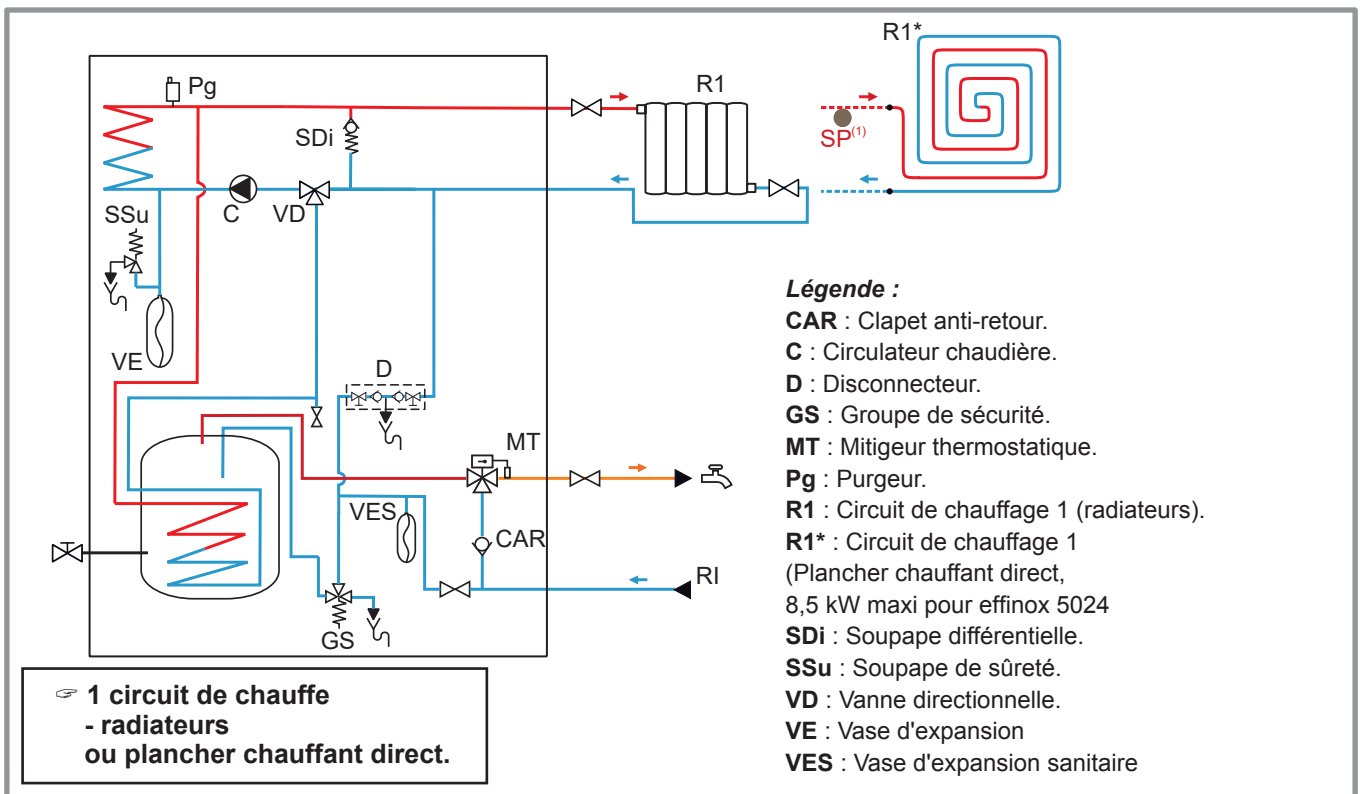 R1*
Pg
R1
SDi
SP(1)
SSu
C
VD
VE
D
MT
VES
CAR
RI
GS
☞ 1 circuit de chauffe
- radiateurs
ou plancher chauffant direct.
Légende :
CAR : Clapet anti-retour.
C : Circulateur chaudière.
D : Disconnecteur.
GS : Groupe de sécurité.
MT : Mitigeur thermostatique.
Pg : Purgeur.
R1 : Circuit de chauffage 1 (radiateurs).
R1* : Circuit de chauffage 1
(Plancher chauffant direct,
8,5 kW maxi pour effinox 5024
SDi : Soupape différentielle.
SSu : Soupape de sûreté.
VD : Vanne directionnelle.
VE : Vase d'expansion
VES : Vase d'expansion sanitaire